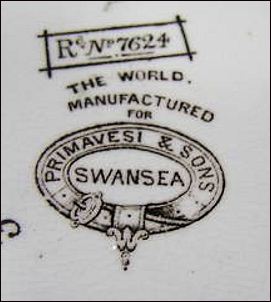 Rᵈ Nº 7624
THE WORLD.
MANUFACTURED
FOR
PRIMAVESI & SONS
SWANSEA
W